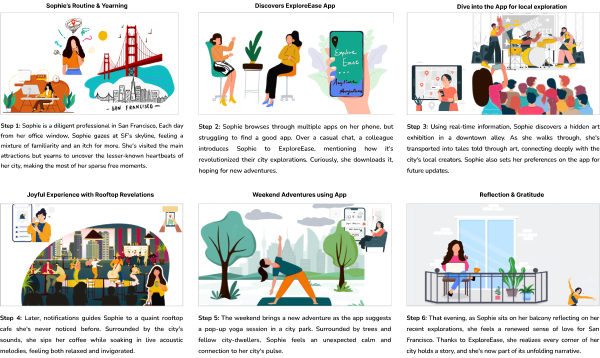 Sophie's Routine & Yearning
SAN FRANCISCO
Step 1: Sophie is a diligent professional in San Francisco, Each day
from her office window, Sophie gazes at SF's skyline, feeling a
mixture of familiarity and an itch for more. She's visited the main
attractions but yearns to uncover the lesser-known heartbeats of
her city, making the most of her sparse free moments.
Discovers ExploreEase App
Explore
Ease
Step 2: Sophie browses through multiple apps on her phone, but
struggling to find a good app. Over a casual chat, a colleague
introduces Sophie to ExploreEase, mentioning how it's
revolutionized their city explorations. Curiously, she downloads it,
hoping for new adventures.
Dive into the App for local exploration
Step 3: Using real-time information, Sophie discovers a hidden art
exhibition in a downtown alley. As she walks through, she's
transported into tales told through art, connecting deeply with the
city's local creators. Sophie also sets her preferences on the app for
future updates.
Joyful Experience with Rooftop Revelations
Step 4: Later, notifications guides Sophie to a quaint rooftop
cafe she's never noticed before. Surrounded by the city's
sounds, she sips her coffee while soaking in live acoustic
melodies, feeling both relaxed and invigorated.
Weekend Adventures using App
Step 5: The weekend brings a new adventure as the app suggests
a pop-up yoga session in a city park. Surrounded by trees and
fellow city-dwellers, Sophie feels an unexpected calm and
connection to her city's pulse.
Reflection & Gratitude
Step 6: That evening, as Sophie sits on her balcony reflecting on her
recent explorations, she feels a renewed sense of love for San
Francisco. Thanks to ExploreEase, she realizes every corner of her
city holds a story, and she's now part of its unfolding narrative.